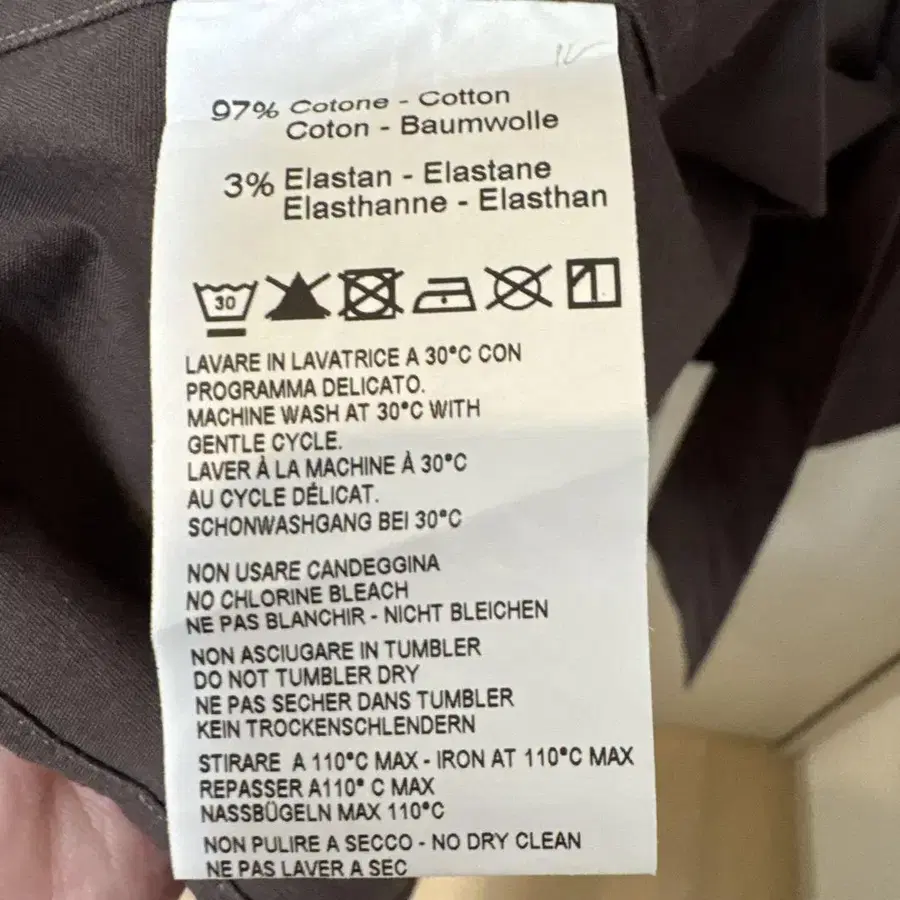 97% Cotone - Cotton
Coton - Baumwolle
3% Elastan - Elastane
Elasthanne - Elasthan
30
LAVARE IN LAVATRICE A 30°C CON
PROGRAMMA DELICATO.
MACHINE WASH AT 30°C WITH
GENTLE CYCLE.
LAVER À LA MACHINE À 30°C
AU CYCLE DÉLICAT.
SCHONWASHGANG BEI 30°C
NON USARE CANDEGGINA
NO CHLORINE BLEACH
NE PAS BLANCHIR - NICHT BLEICHEN
NON ASCIUGARE IN TUMBLER
DO NOT TUMBLER DRY
NE PAS SECHER DANS TUMBLER
KEIN TROCKENSCHLENDERN
STIRARE A 110°C MAX - IRON AT 110°C MAX
REPASSER A110° C MAX
NASSBÜGELN MAX 110°C
NON PULIRE A SECCO - NO DRY CLEAN
NE PAS LAVER A SEC